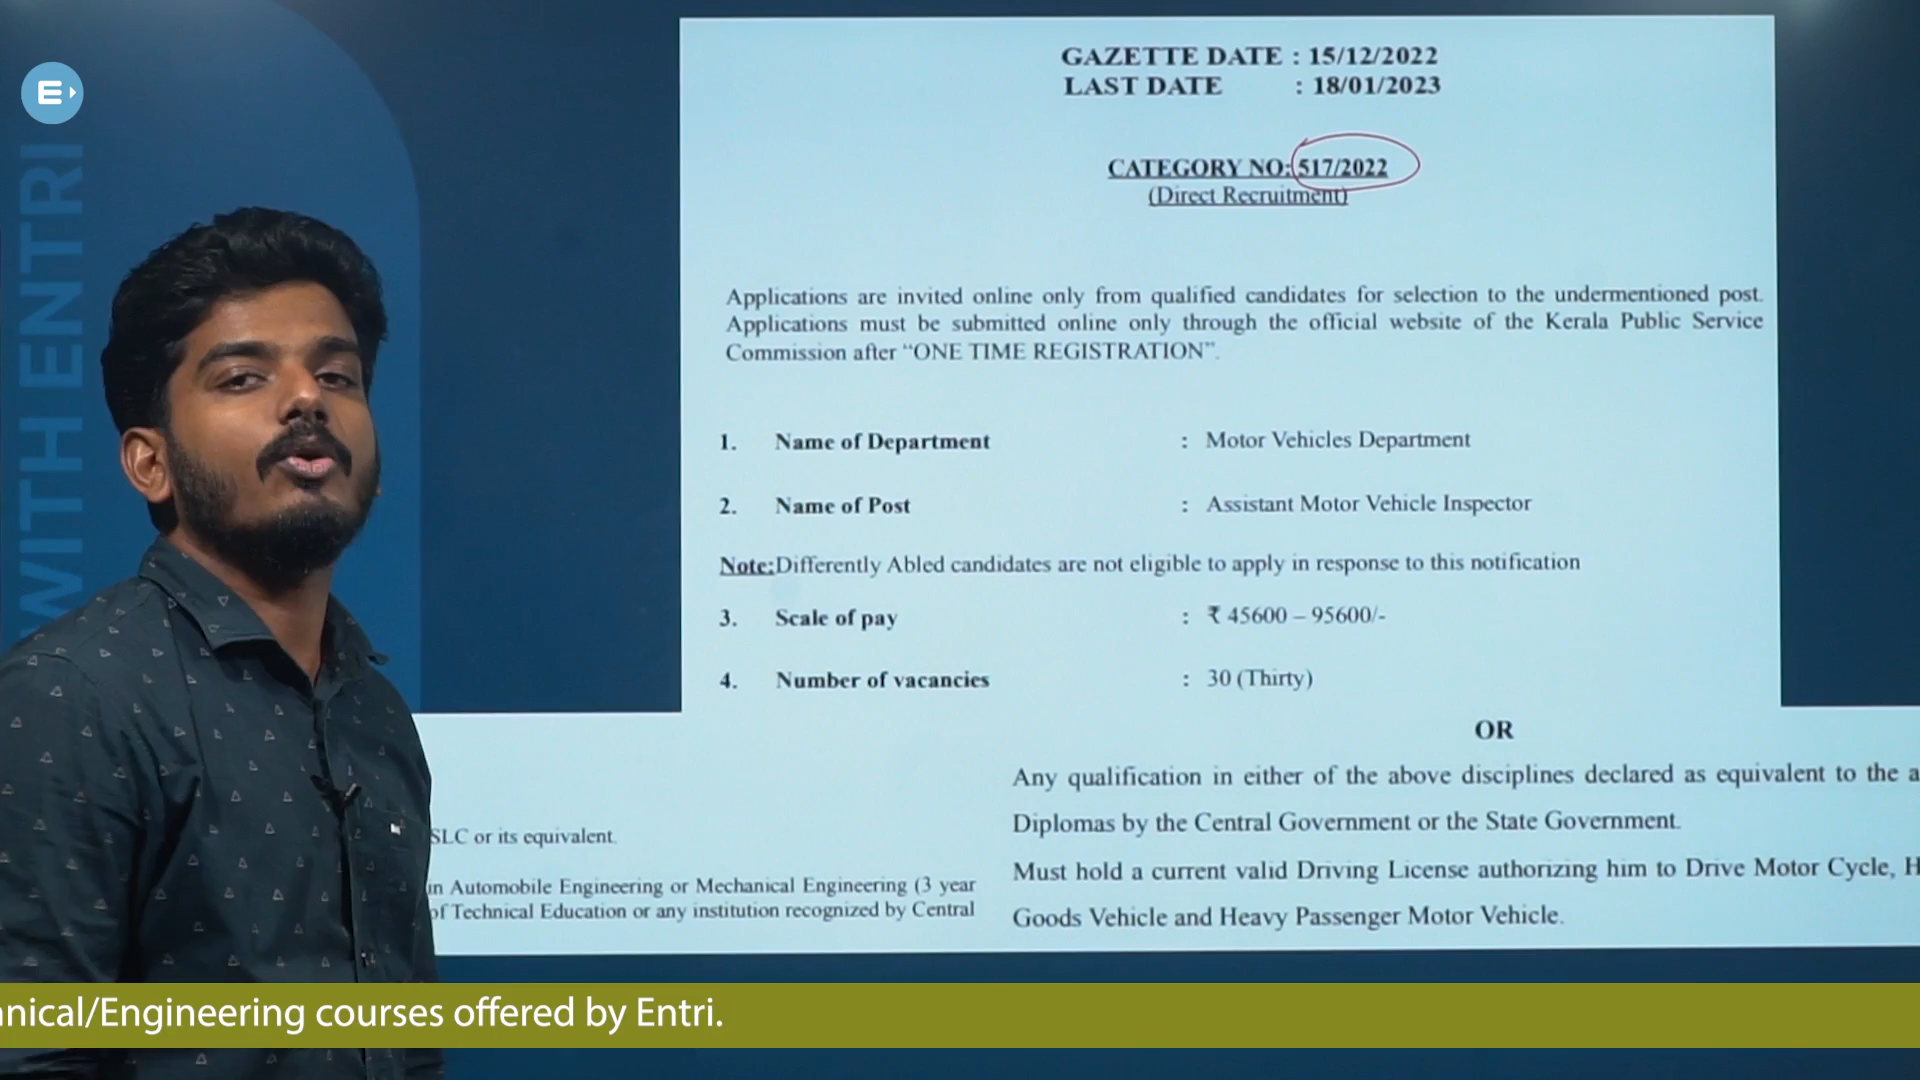 WITH ENTRI
GAZETTE DATE : 15/12/2022
LAST DATE : 18/01/2023
CATEGORY NO: 517/2022
(Direct Recruitment)
Applications are invited online only from qualified candidates for selection to the undermentioned post.
Applications must be submitted online only through the official website of the Kerala Public Service
Commission after “ONE TIME REGISTRATION”.
1. Name of Department : Motor Vehicles Department
2. Name of Post : Assistant Motor Vehicle Inspector
Note: Differently Abled candidates are not eligible to apply in response to this notification
3. Scale of pay : ₹ 45600 – 95600/-
4. Number of vacancies : 30 (Thirty)
SLC or its equivalent.
in Automobile Engineering or Mechanical Engineering (3 year
of Technical Education or any institution recognized by Central
OR
Any qualification in either of the above disciplines declared as equivalent to the a
Diplomas by the Central Government or the State Government.
Must hold a current valid Driving License authorizing him to Drive Motor Cycle, H
Goods Vehicle and Heavy Passenger Motor Vehicle.
nical/Engineering courses offered by Entri.